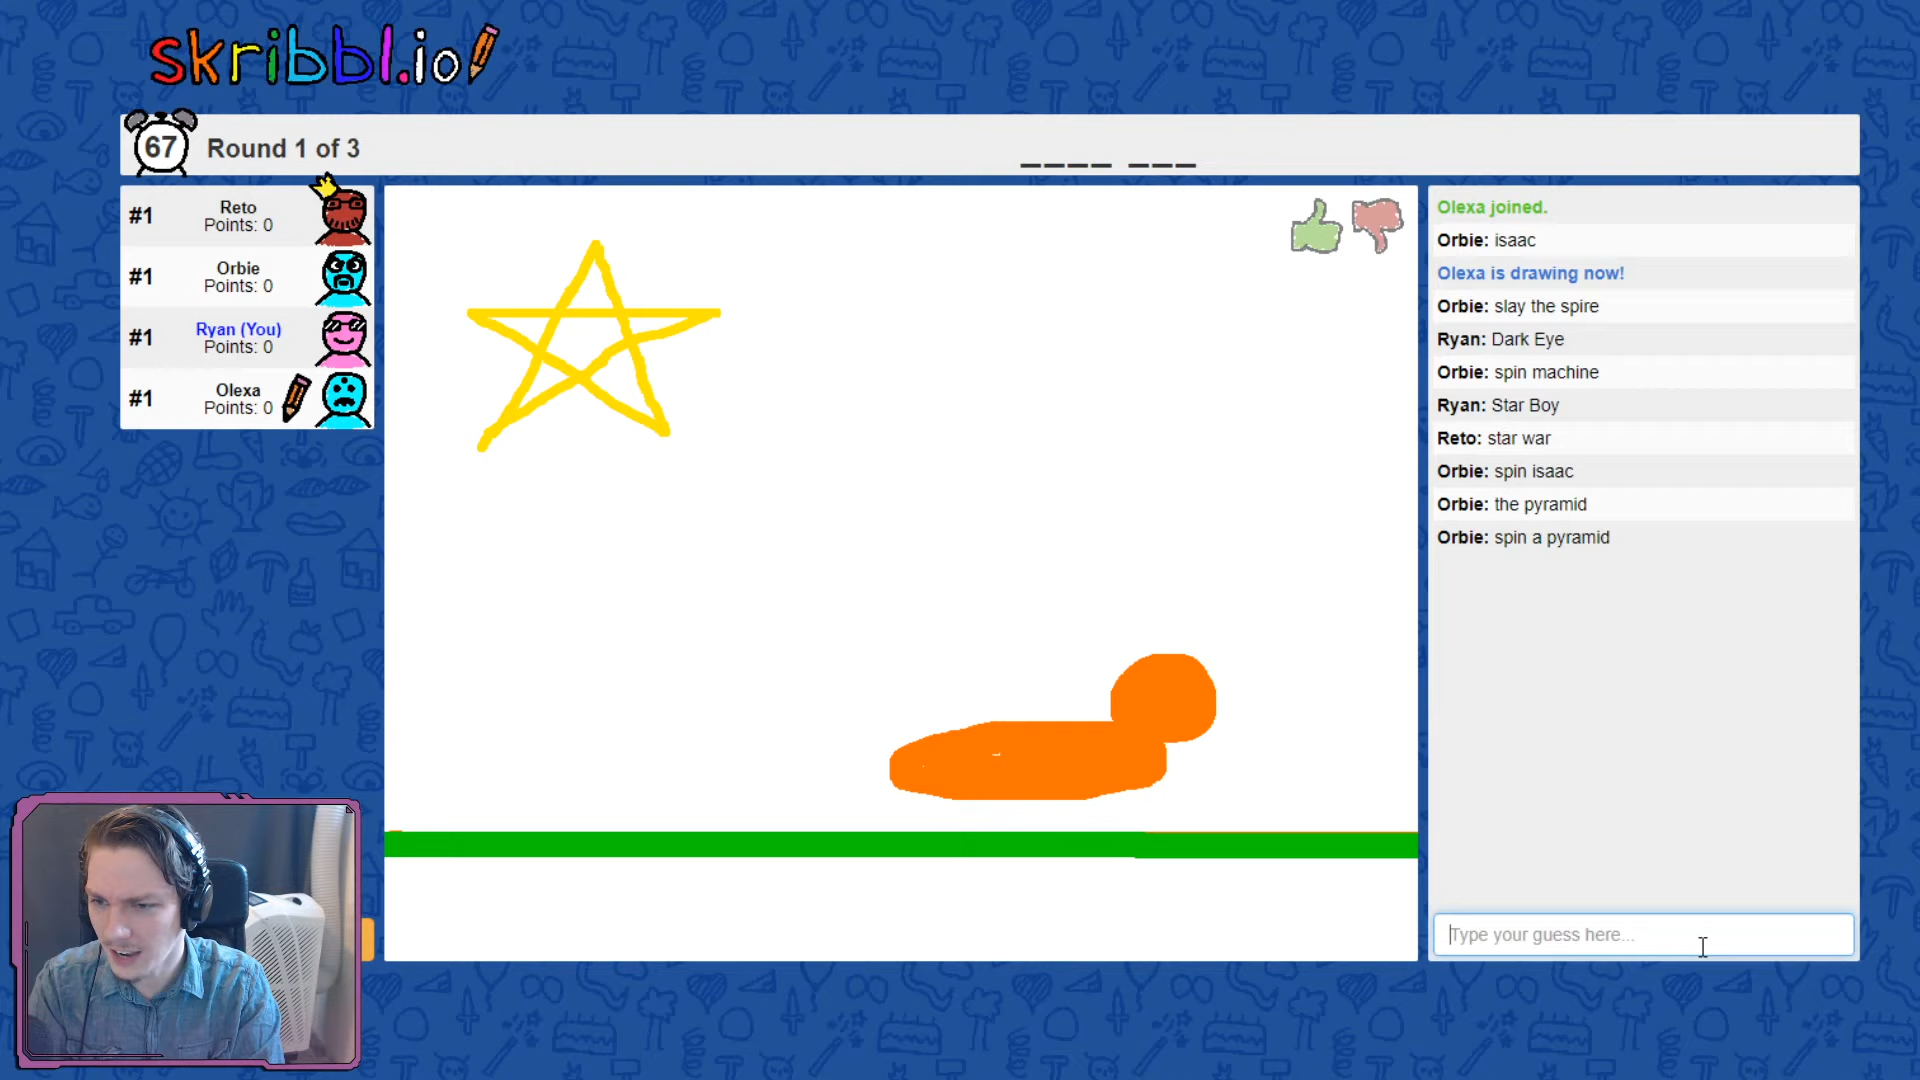 skribbl.io
67
Round 1 of 3
____ ___
#1
Reto
Points: 0
#1
Orbie
Points: 0
#1
Ryan (You)
Points: 0
#1
Olexa
Points: 0
Olexa joined.
Orbie: isaac
Olexa is drawing now!
Orbie: slay the spire
Ryan: Dark Eye
Orbie: spin machine
Ryan: Star Boy
Reto: star war
Orbie: spin isaac
Orbie: the pyramid
Orbie: spin a pyramid
Type your guess here...